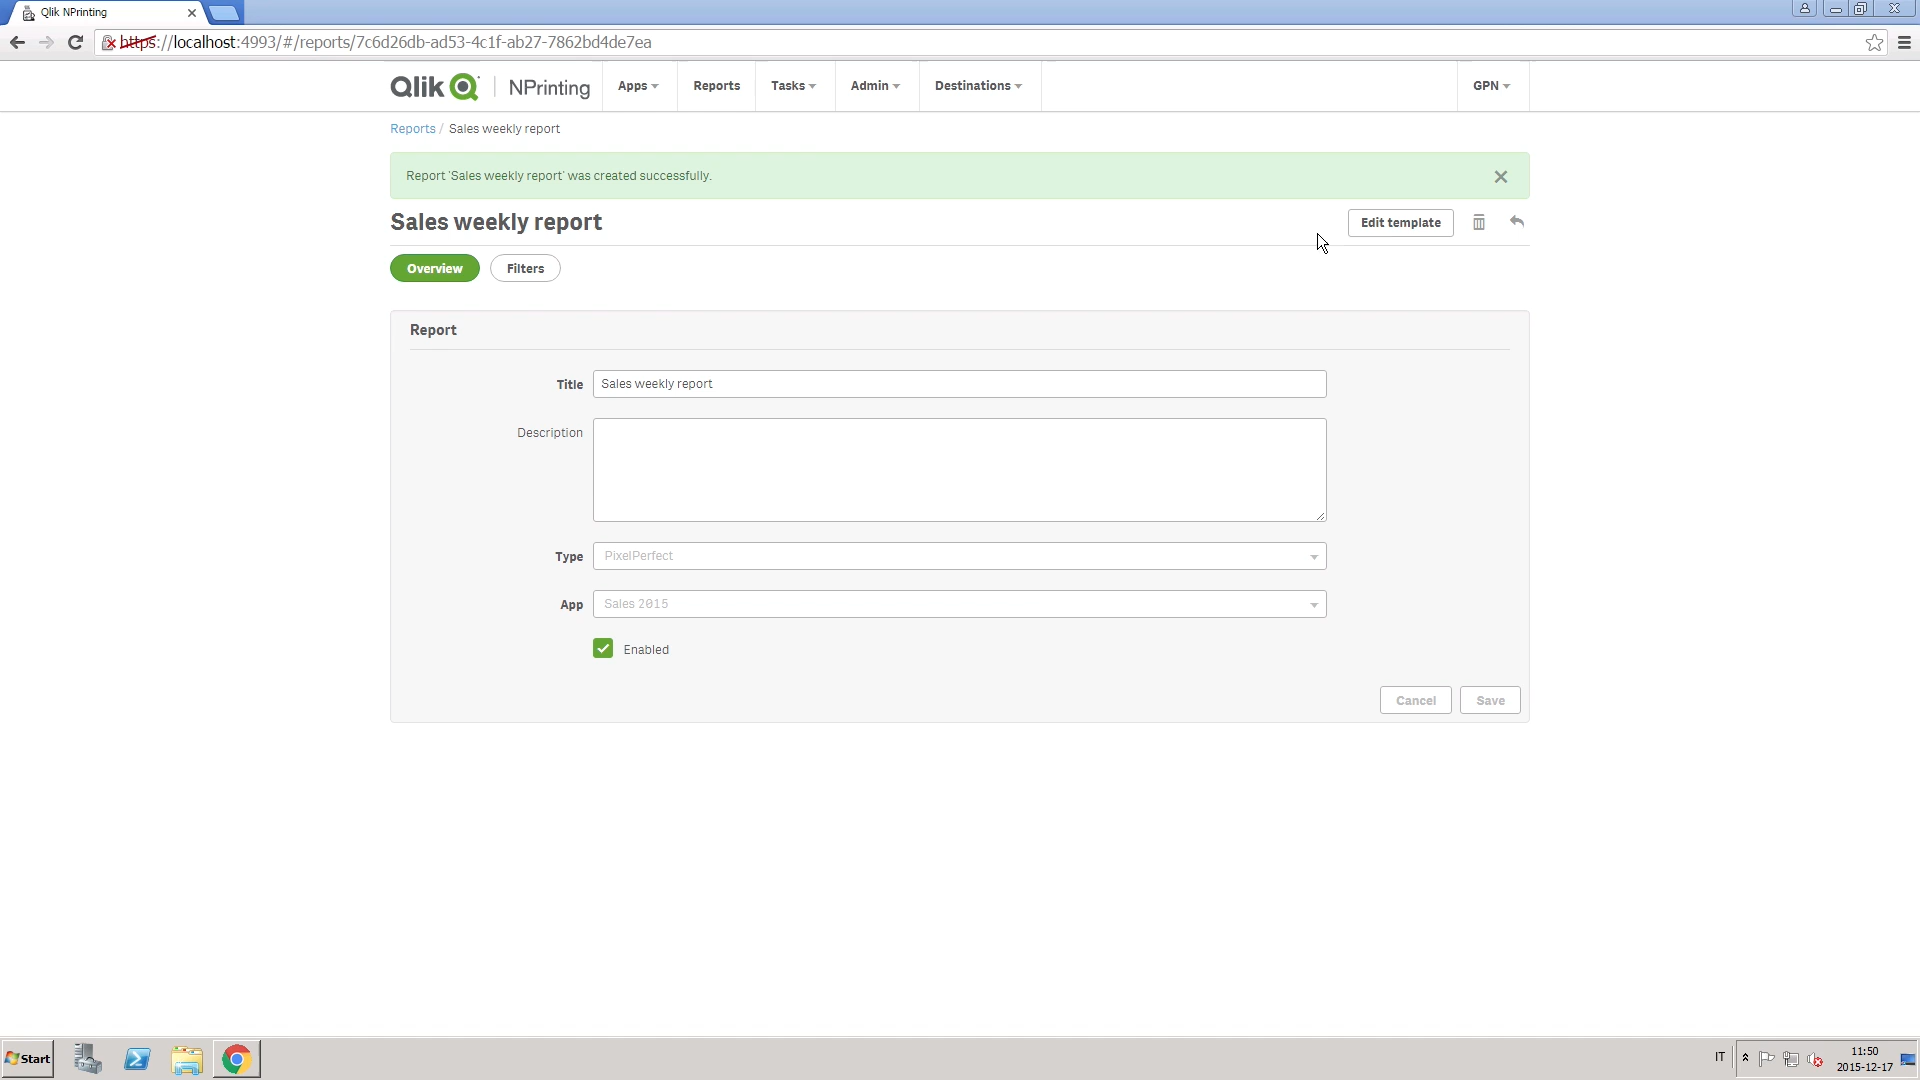 Qlik NPrinting
https://localhost:4993/#/reports/7c6d26db-ad53-4c1f-ab27-7862bd4de7ea
Qlik NPrinting Apps Reports Tasks Admin Destinations GPN
Reports / Sales weekly report
Report 'Sales weekly report' was created successfully.
Sales weekly report Edit template
Overview Filters
Report
Title Sales weekly report
Description
Type PixelPerfect
App Sales 2015
Enabled
Cancel Save
Start IT 11:50
2015-12-17